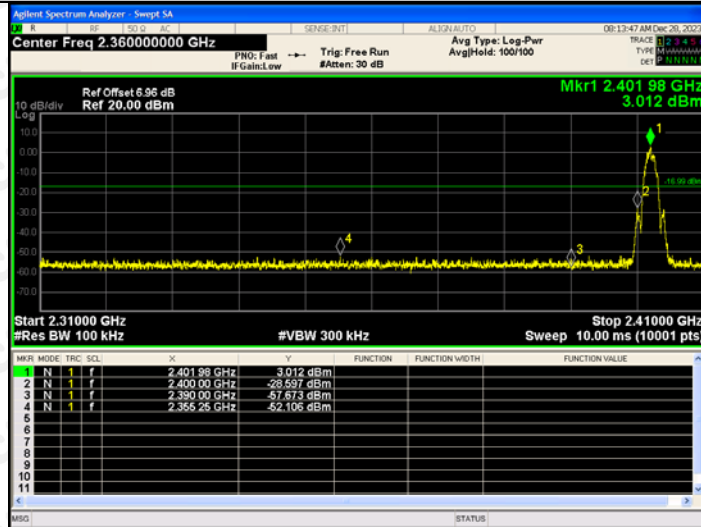 Agilent Spectrum Analyzer - Swept SA
R RF 50 Ω AC SENSE:INT ALIGN AUTO 08:13:47 AM Dec 28, 2023
Center Freq 2.360000000 GHz
PNO: Fast
IFGain:Low
Trig: Free Run
#Atten: 30 dB
Avg Type: Log-Pwr
Avg|Hold: 100/100
TRACE 1 2 3 4 5
TYPE M
DET P N N N N
Ref Offset 6.96 dB
Ref 20.00 dBm
Mkr1 2.401 98 GHz
3.012 dBm
10 dB/div
Log
10.0
0.00
-10.0
-20.0
-30.0
-40.0
-50.0
-60.0
-70.0
1
-16.99 dBm
2
4
3
Start 2.31000 GHz Stop 2.41000 GHz
#Res BW 100 kHz #VBW 300 kHz Sweep 10.00 ms (10001 pts)
MKR MODE TRC SCL X Y FUNCTION FUNCTION WIDTH FUNCTION VALUE
1 N 1 f 2.401 98 GHz 3.012 dBm
2 N 1 f 2.400 00 GHz -28.597 dBm
3 N 1 f 2.390 00 GHz -57.673 dBm
4 N 1 f 2.355 25 GHz -52.106 dBm
5
6
7
8
9
10
11
MSG STATUS